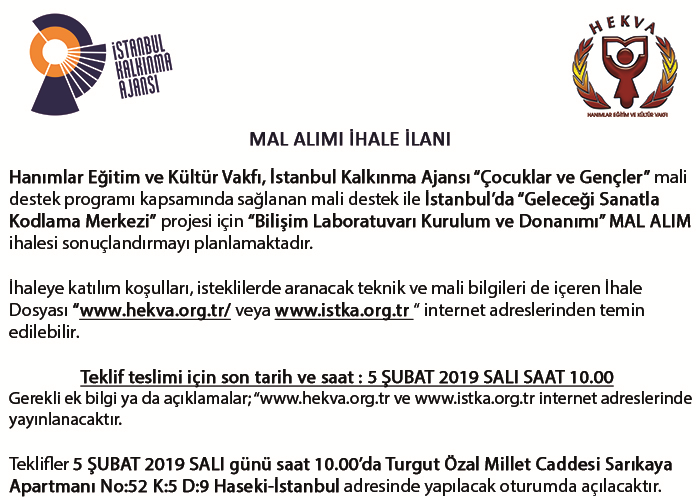 İSTANBUL
KALKINMA
AJANSI
HEKVA
HANIMLAR EĞİTİM VE KÜLTÜR VAKFI
MAL ALIMI İHALE İLANI
Hanımlar Eğitim ve Kültür Vakfı, İstanbul Kalkınma Ajansı “Çocuklar ve Gençler” mali
destek programı kapsamında sağlanan mali destek ile İstanbul’da “Geleceği Sanatla
Kodlama Merkezi” projesi için “Bilişim Laboratuvarı Kurulum ve Donanımı” MAL ALIM
ihalesi sonuçlandırmayı planlamaktadır.
İhaleye katılım koşulları, isteklilerde aranacak teknik ve mali bilgileri de içeren İhale
Dosyası “www.hekva.org.tr/ veya www.istka.org.tr “ internet adreslerinden temin
edilebilir.
Teklif teslimi için son tarih ve saat : 5 ŞUBAT 2019 SALI SAAT 10.00
Gerekli ek bilgi ya da açıklamalar; “www.hekva.org.tr ve www.istka.org.tr internet adreslerinde
yayınlanacaktır.
Teklifler 5 ŞUBAT 2019 SALI günü saat 10.00’da Turgut Özal Millet Caddesi Sarıkaya
Apartmanı No:52 K:5 D:9 Haseki-İstanbul adresinde yapılacak oturumda açılacaktır.